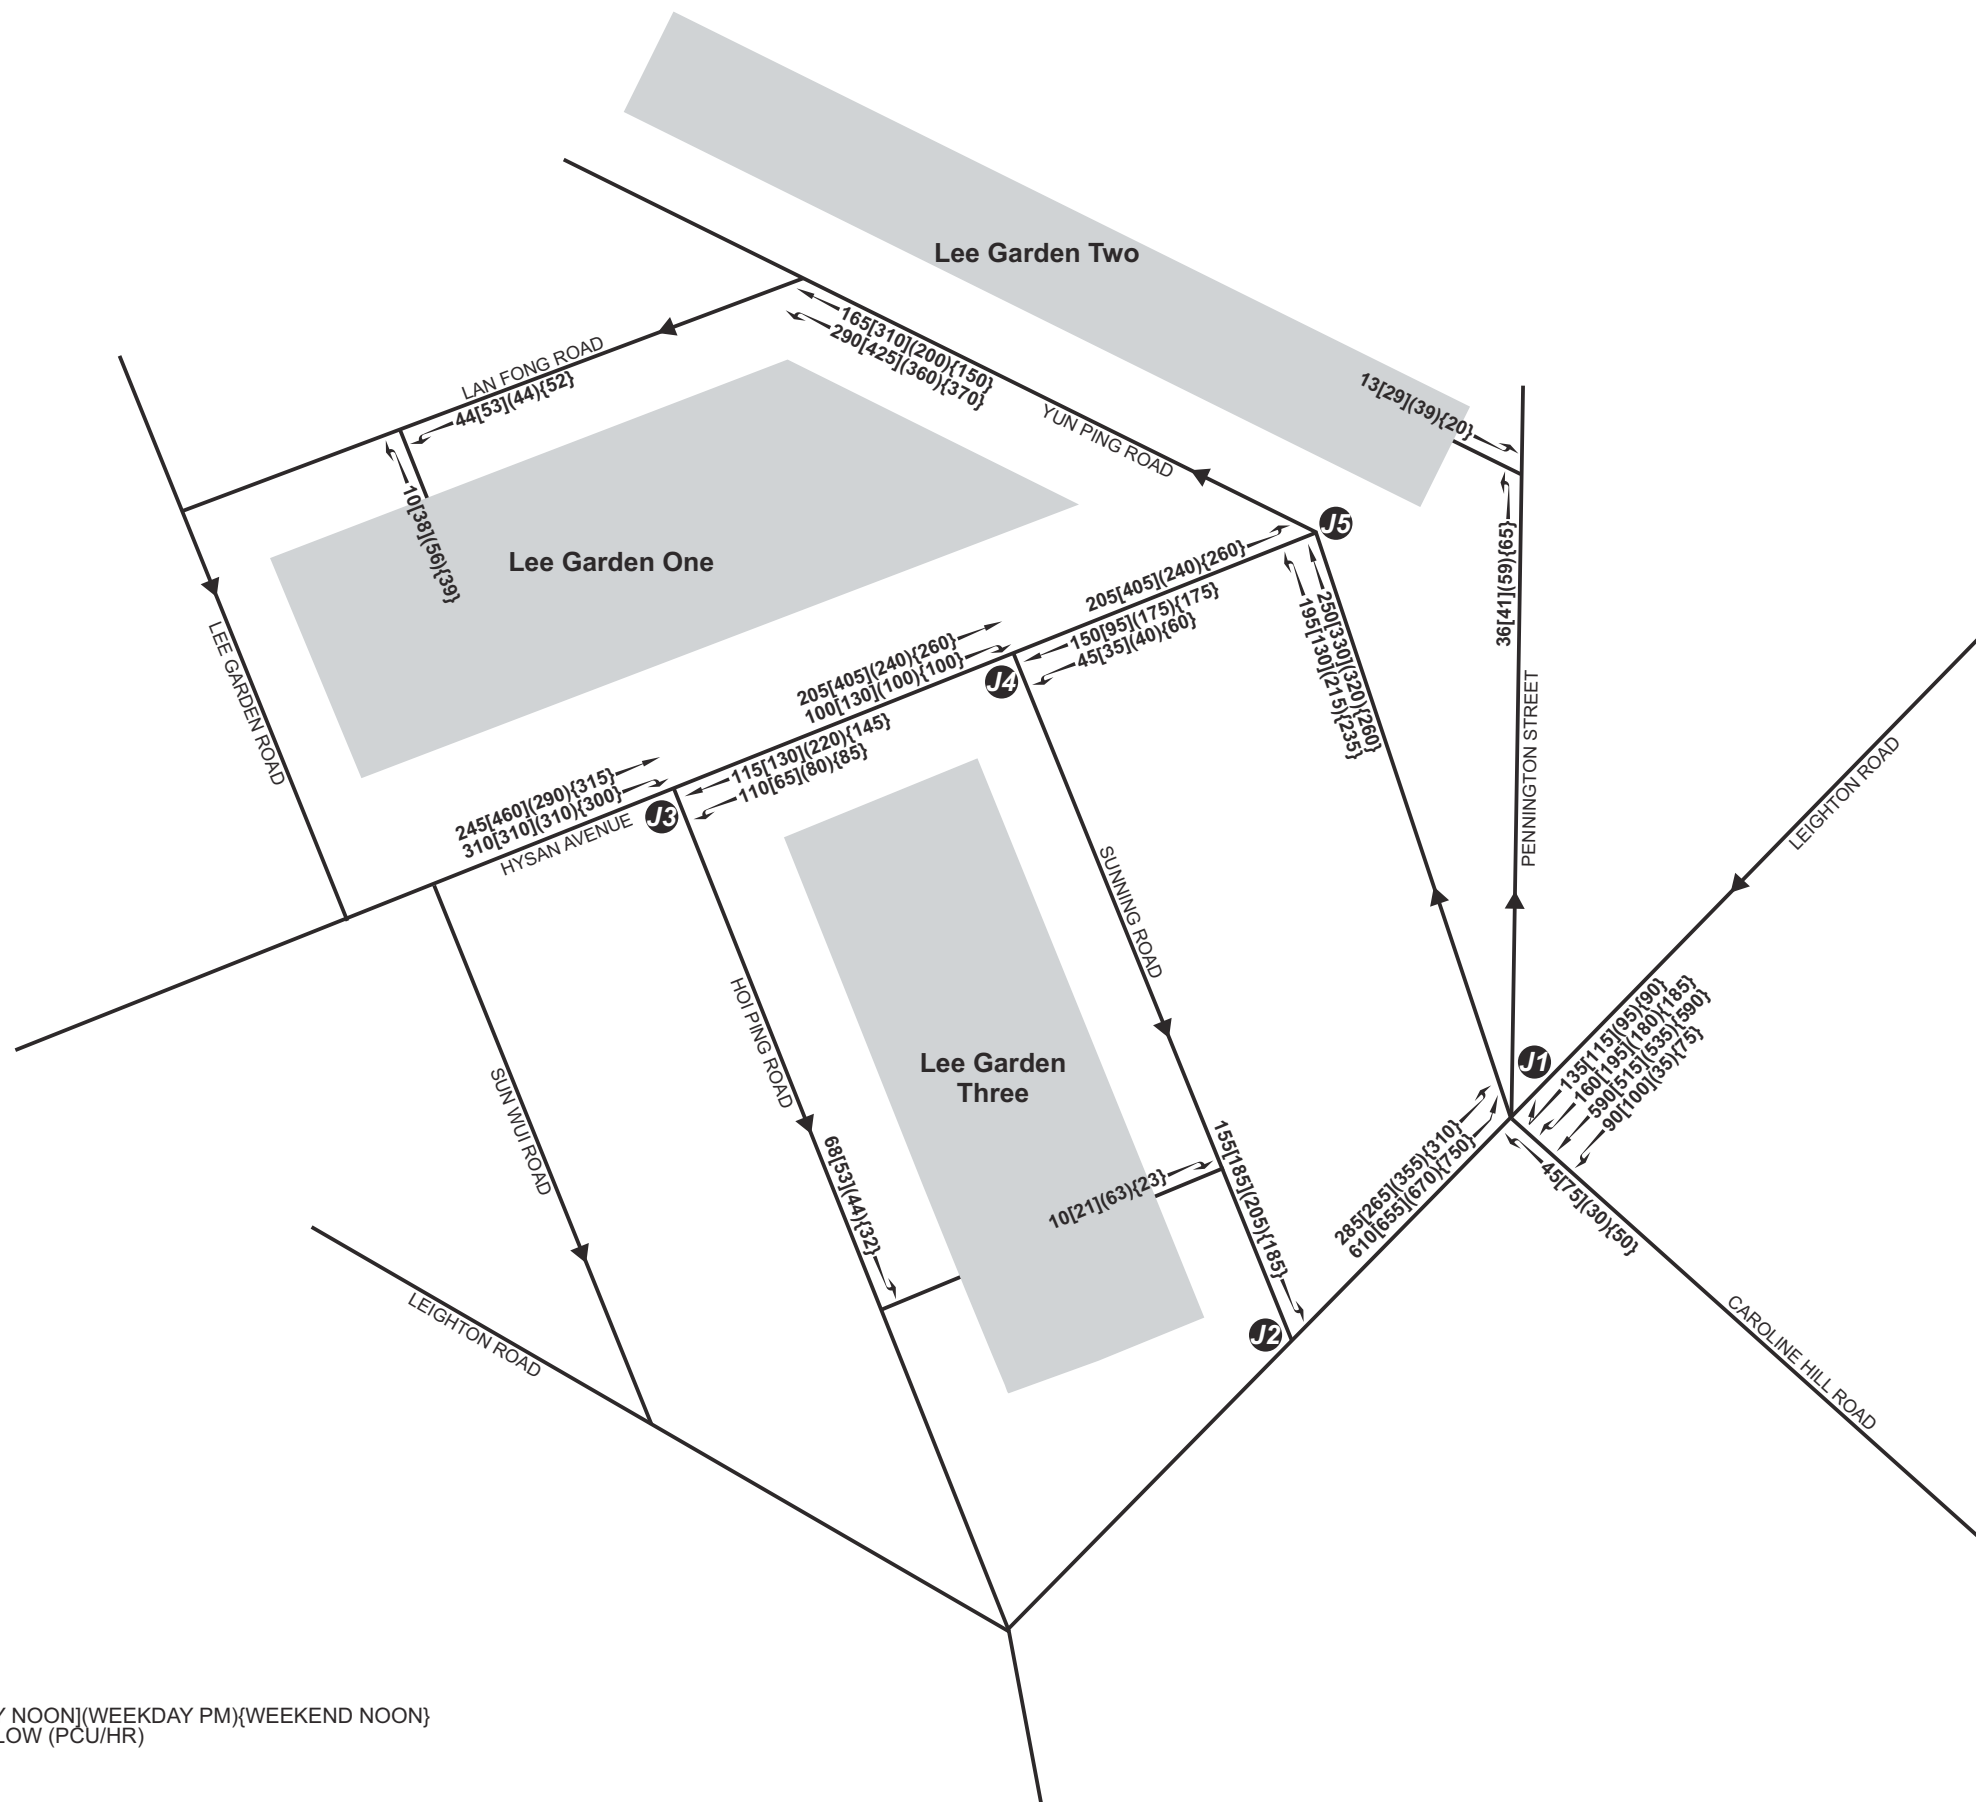 Lee Garden Two
165[310](200){150}
290[425](360){370}
LAN FONG ROAD
44[53](44){52}
YUN PING ROAD
13[29](39){20}
10[38](56){39}
Lee Garden One
J5
36[41](59){65}
205[405](240){260}
150[95](175){175}
45[35](40){60}
250[330](320){260}
195[130](215){235}
205[405](240){260}
100[130](100){100}
J4
LEE GARDEN ROAD
115[130](220){145}
110[65](80){85}
245[460](290){315}
310[310](310){300}
J3
HYSAN AVENUE
PENNINGTON STREET
LEIGHTON ROAD
SUNNING ROAD
HOI PING ROAD
Lee Garden
Three
J1
135[115](95){90}
160[195](180){185}
590[515](535){590}
90[100](35){75}
SUN WUI ROAD
68[53](44){32}
10[21](63){23}
155[185](205){185}
285[265](355){310}
610[655](670){750}
45[75](30){50}
J2
LEIGHTON ROAD
CAROLINE HILL ROAD
Y NOON](WEEKDAY PM){WEEKEND NOON}
LOW (PCU/HR)